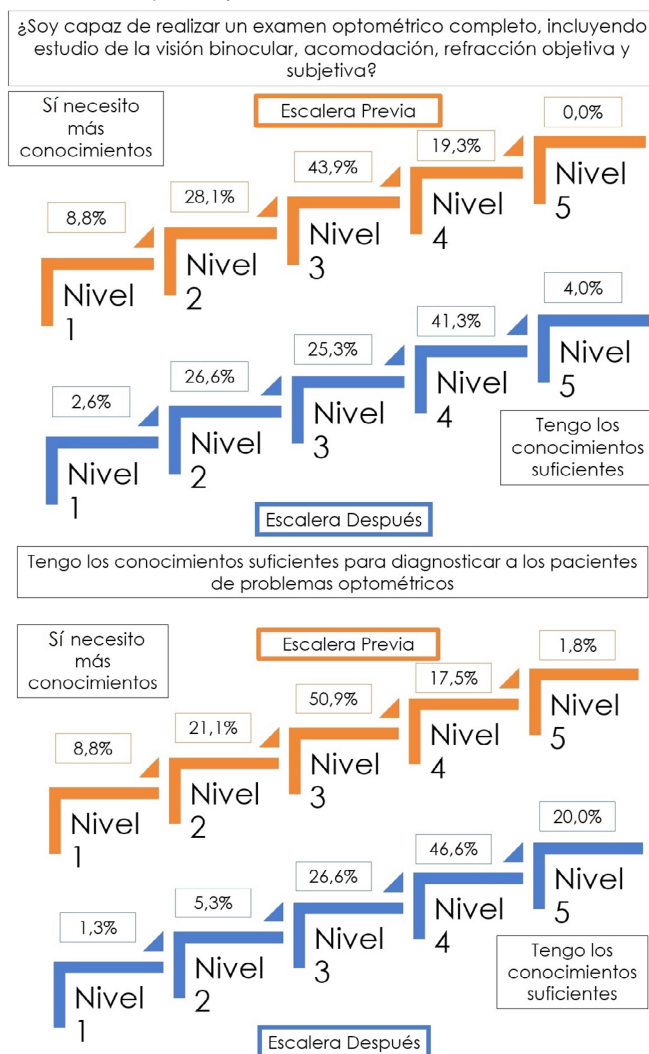 ¿Soy capaz de realizar un examen optométrico completo, incluyendo
estudio de la visión binocular, acomodación, refracción objetiva y
subjetiva?
Sí necesito
más
conocimientos
Escalera Previa
8,8%
28,1%
43,9%
19,3%
0,0%
Nivel
1
Nivel
2
Nivel
3
Nivel
4
Nivel
5
2,6%
26,6%
25,3%
41,3%
4,0%
Nivel
1
Nivel
2
Nivel
3
Nivel
4
Nivel
5
Tengo los
conocimientos
suficientes
Escalera Después
Tengo los conocimientos suficientes para diagnosticar a los pacientes
de problemas optométricos
Sí necesito
más
conocimientos
Escalera Previa
8,8%
21,1%
50,9%
17,5%
1,8%
Nivel
1
Nivel
2
Nivel
3
Nivel
4
Nivel
5
1,3%
5,3%
26,6%
46,6%
20,0%
Nivel
1
Nivel
2
Nivel
3
Nivel
4
Nivel
5
Tengo los
conocimientos
suficientes
Escalera Después